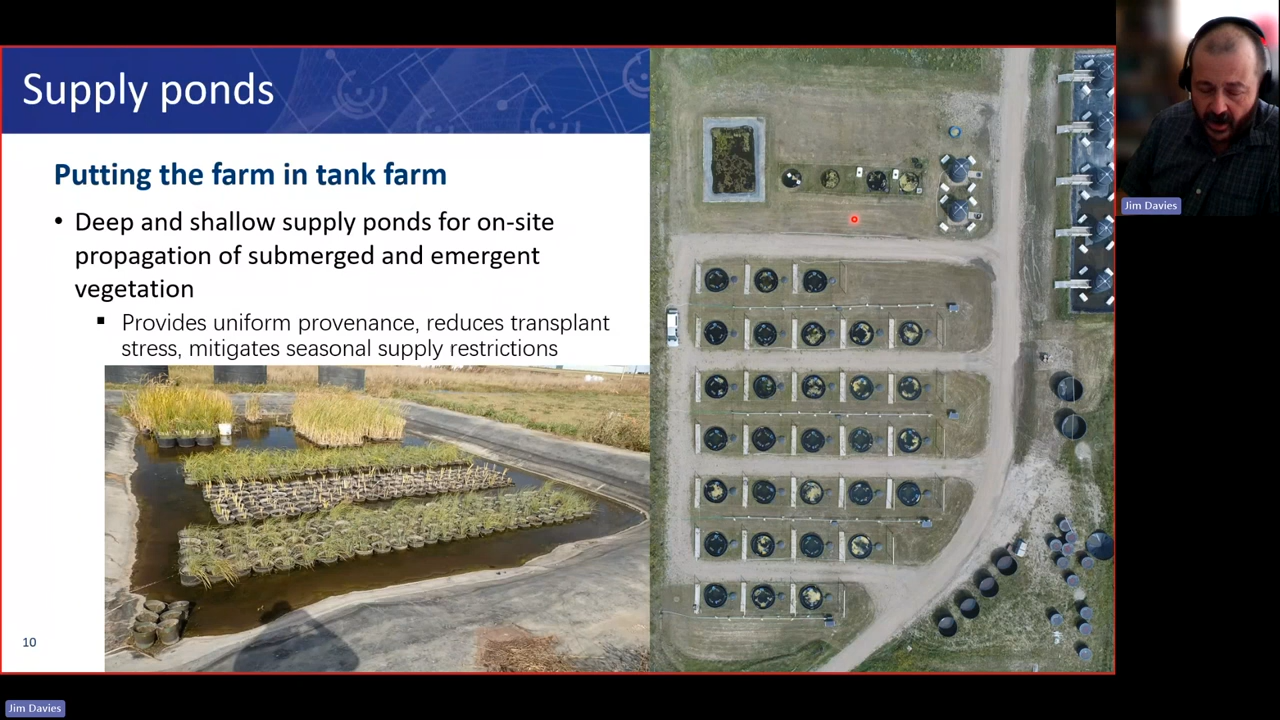 Supply ponds
Putting the farm in tank farm
• Deep and shallow supply ponds for on-site
propagation of submerged and emergent
vegetation
▪ Provides uniform provenance, reduces transplant
stress, mitigates seasonal supply restrictions
10
Jim Davies
Jim Davies